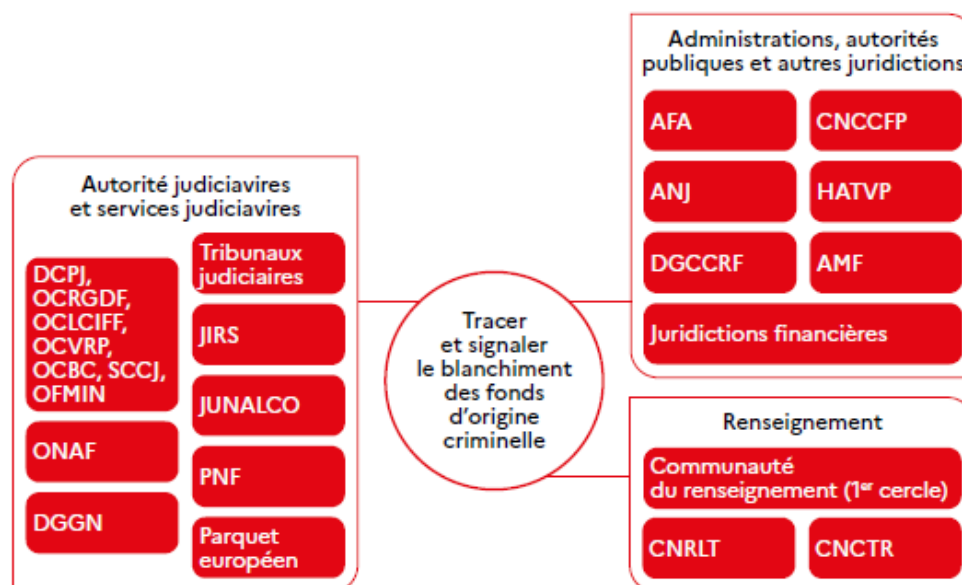 Autorité judiciavires
et services judiciavires
DCPJ,
OCRGDF,
OCLCIFF,
OCVRP,
OCBC, SCCJ,
OFMIN
ONAF
DGGN
Tribunaux
judiciaires
JIRS
JUNALCO
PNF
Parquet
européen
Tracer
et signaler
le blanchiment
des fonds
d'origine
criminelle
Administrations, autorités
publiques et autres juridictions
AFA
CNCCFP
ANJ
HATVP
DGCCRF
AMF
Juridictions financières
Renseignement
Communauté
du renseignement (1er cercle)
CNRLT
CNCTR